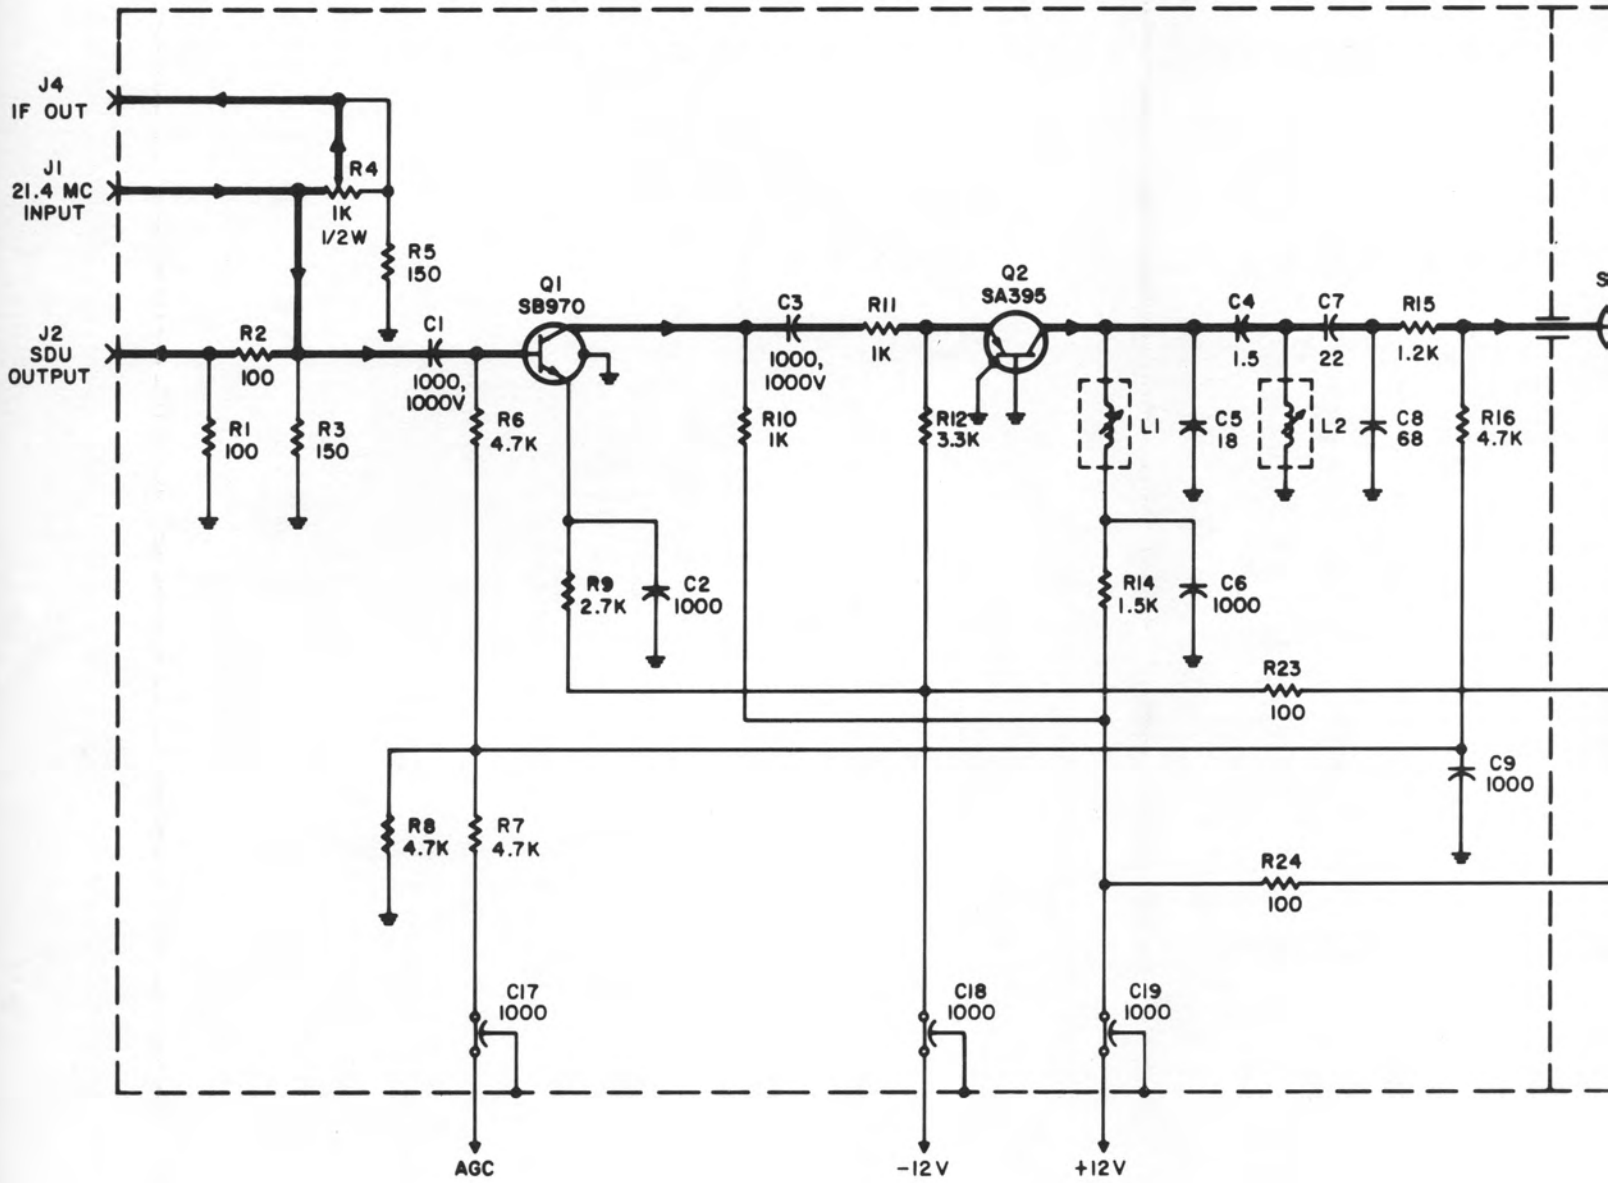 J4
IF OUT
J1
21.4 MC
INPUT
R4
1K
1/2W
R5
150
J2
SDU
OUTPUT
R2
100
R1
100
R3
150
C1
1000,
1000V
Q1
SB970
R6
4.7K
C3
1000,
1000V
R11
1K
R10
1K
R12
3.3K
Q2
SA395
L1
C5
18
C4
1.5
L2
C7
22
C8
68
R15
1.2K
R16
4.7K
S
R9
2.7K
C2
1000
R14
1.5K
C6
1000
R23
100
C9
1000
R8
4.7K
R7
4.7K
R24
100
C17
1000
C18
1000
C19
1000
AGC
-12V
+12V